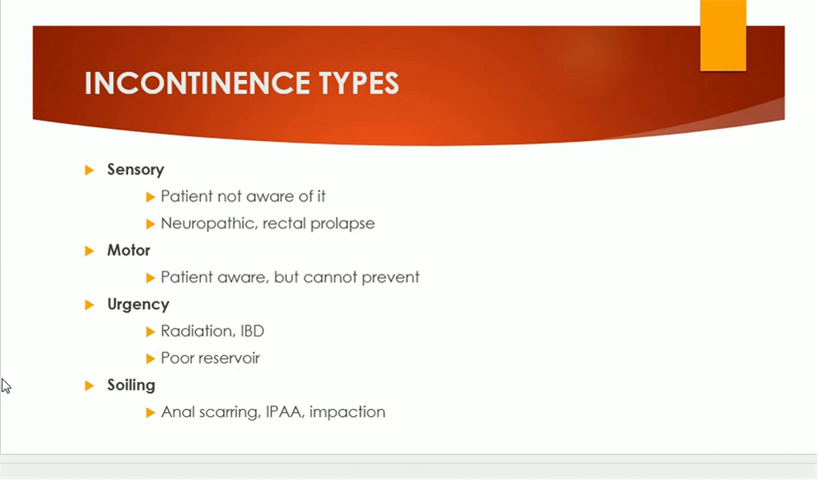 INCONTINENCE TYPES
Sensory
Patient not aware of it
Neuropathic, rectal prolapse
Motor
Patient aware, but cannot prevent
Urgency
Radiation, IBD
Poor reservoir
Soiling
Anal scarring, IPAA, impaction